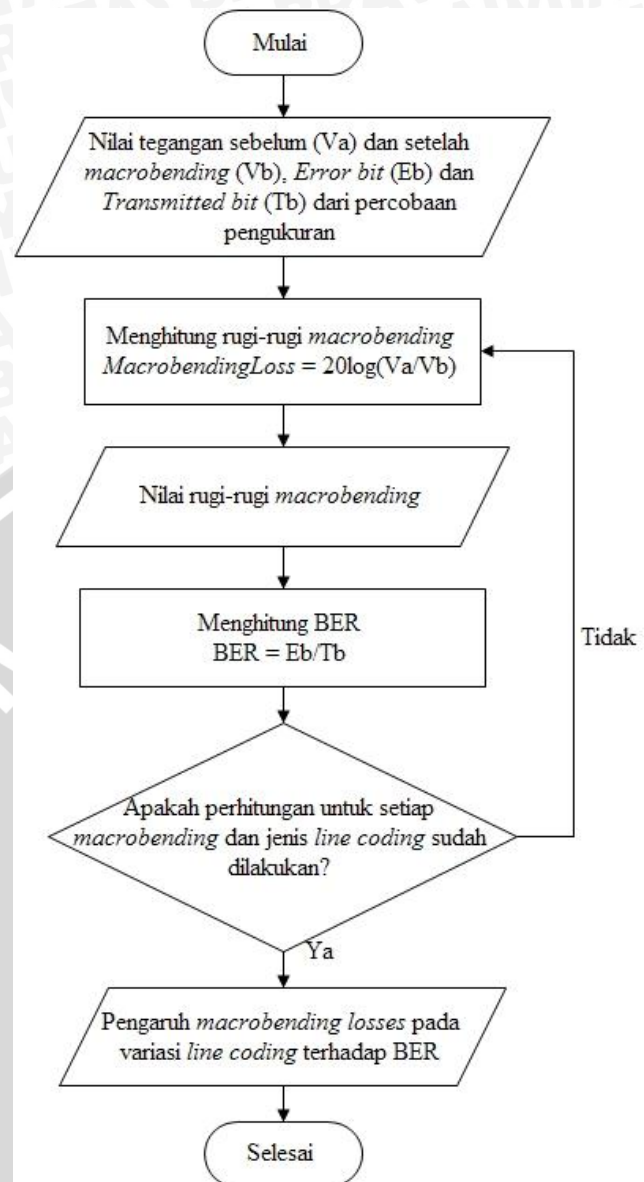 Mulai
Nilai tegangan sebelum (Va) dan setelah
macrobending (Vb), Error bit (Eb) dan
Transmitted bit (Tb) dari percobaan
pengukuran
Menghitung rugi-rugi macrobending
MacrobendingLoss = 20log(Va/Vb)
Nilai rugi-rugi macrobending
Menghitung BER
BER = Eb/Tb
Tidak
Apakah perhitungan untuk setiap
macrobending dan jenis line coding sudah
dilakukan?
Ya
Pengaruh macrobending losses pada
variasi line coding terhadap BER
Selesai